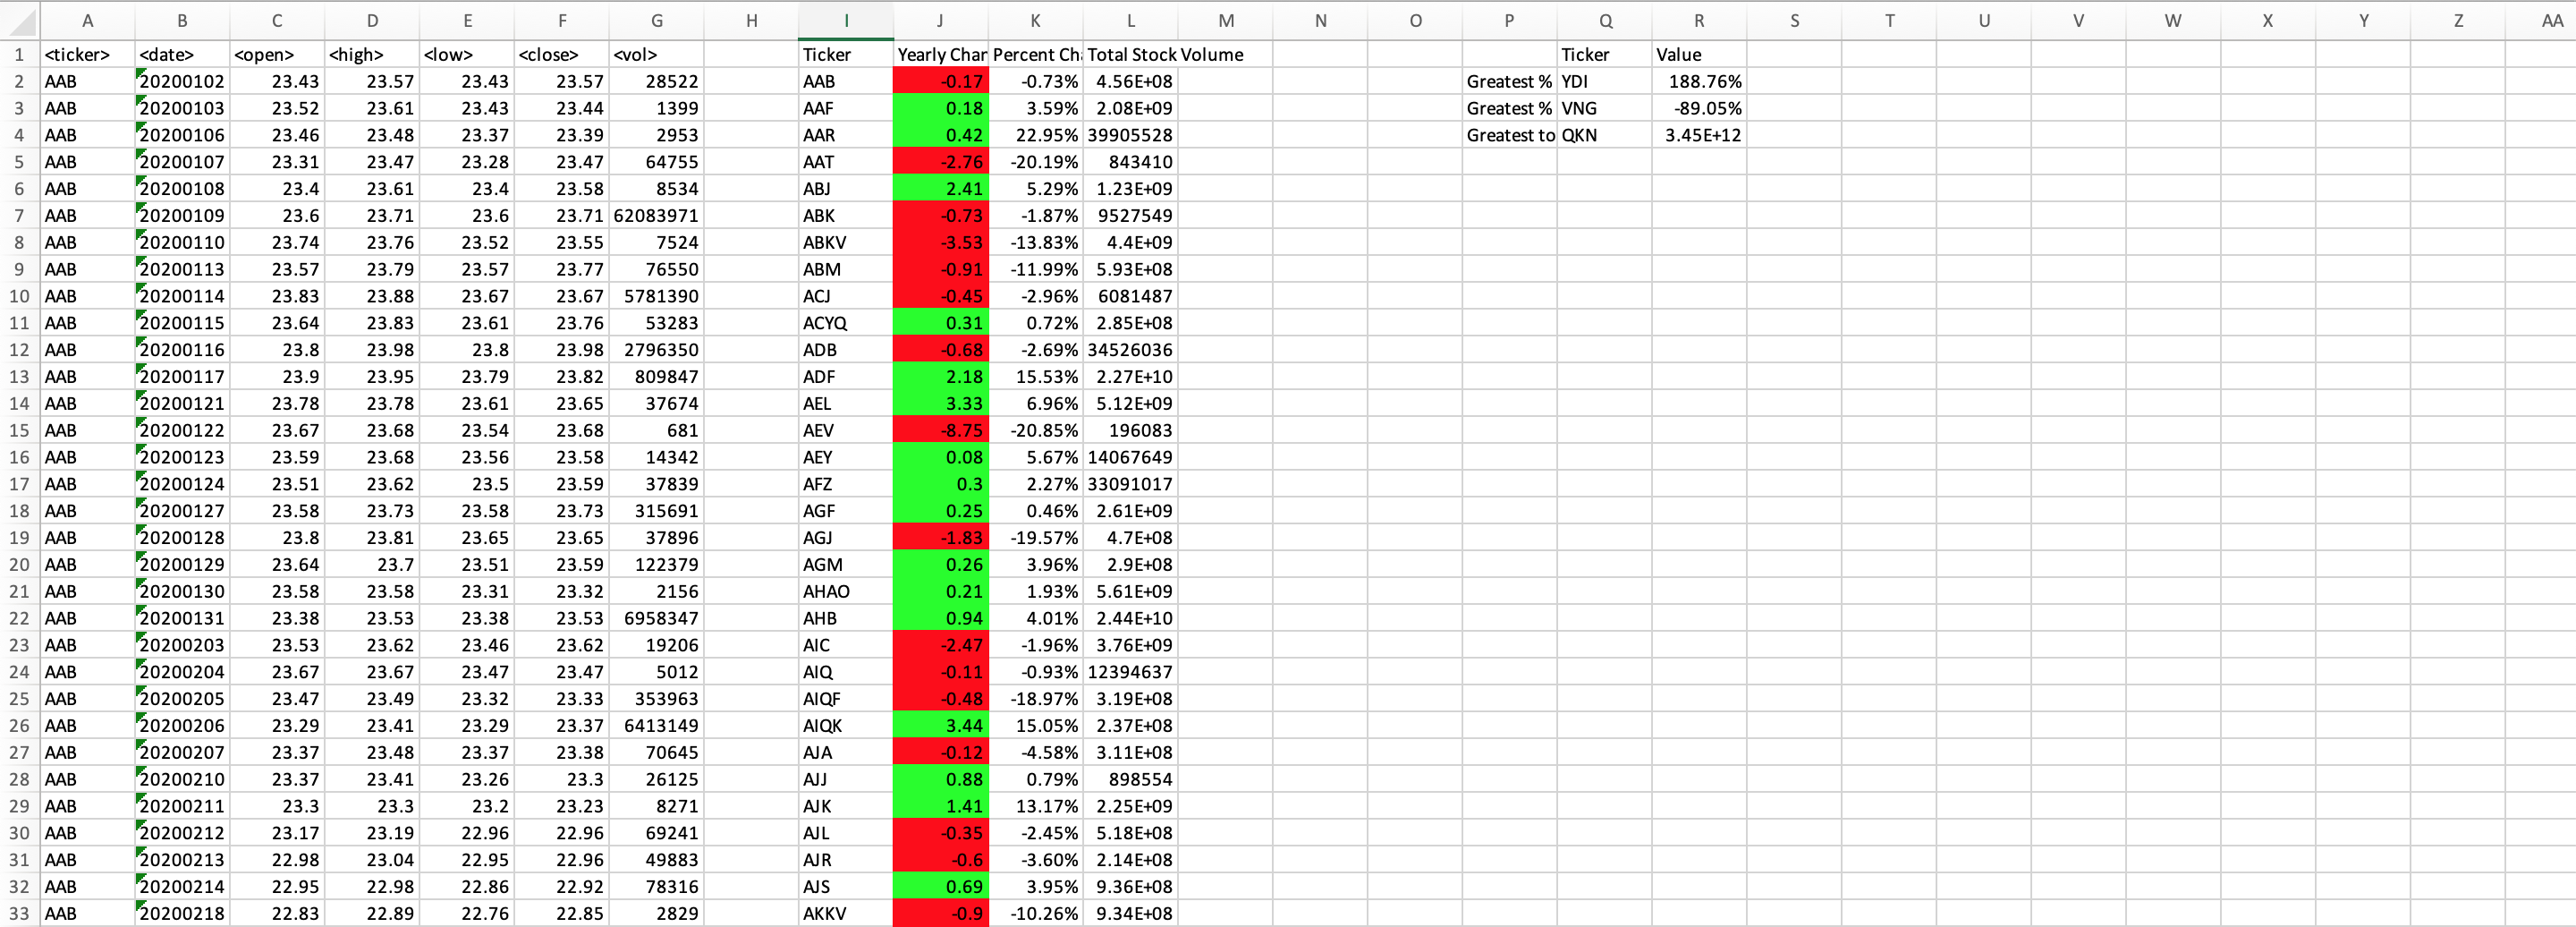 A B C D E F G H I J K L M N O P Q R S T U V W X Y Z AA
1 <ticker> <date> <open> <high> <low> <close> <vol> Ticker Yearly Char Percent Ch Total Stock Volume Ticker Value
2 AAB 20200102 23.43 23.57 23.43 23.57 28522 AAB -0.17 -0.73% 4.56E+08 Greatest % YDI 188.76%
3 AAB 20200103 23.52 23.61 23.43 23.44 1399 AAF 0.18 3.59% 2.08E+09 Greatest % VNG -89.05%
4 AAB 20200106 23.46 23.48 23.37 23.39 2953 AAR 0.42 22.95% 39905528 Greatest to QKN 3.45E+12
5 AAB 20200107 23.31 23.47 23.28 23.47 64755 AAT -2.76 -20.19% 843410
6 AAB 20200108 23.4 23.61 23.4 23.58 8534 ABJ 2.41 5.29% 1.23E+09
7 AAB 20200109 23.6 23.71 23.6 23.71 62083971 ABK -0.73 -1.87% 9527549
8 AAB 20200110 23.74 23.76 23.52 23.55 7524 ABKV -3.53 -13.83% 4.4E+09
9 AAB 20200113 23.57 23.79 23.57 23.77 76550 ABM -0.91 -11.99% 5.93E+08
10 AAB 20200114 23.83 23.88 23.67 23.67 5781390 ACJ -0.45 -2.96% 6081487
11 AAB 20200115 23.64 23.83 23.61 23.76 53283 ACYQ 0.31 0.72% 2.85E+08
12 AAB 20200116 23.8 23.98 23.8 23.98 2796350 ADB -0.68 -2.69% 34526036
13 AAB 20200117 23.9 23.95 23.79 23.82 809847 ADF 2.18 15.53% 2.27E+10
14 AAB 20200121 23.78 23.78 23.61 23.65 37674 AEL 3.33 6.96% 5.12E+09
15 AAB 20200122 23.67 23.68 23.54 23.68 681 AEV -8.75 -20.85% 196083
16 AAB 20200123 23.59 23.68 23.56 23.58 14342 AEY 0.08 5.67% 14067649
17 AAB 20200124 23.51 23.62 23.5 23.59 37839 AFZ 0.3 2.27% 33091017
18 AAB 20200127 23.58 23.73 23.58 23.73 315691 AGF 0.25 0.46% 2.61E+09
19 AAB 20200128 23.8 23.81 23.65 23.65 37896 AGJ -1.83 -19.57% 4.7E+08
20 AAB 20200129 23.64 23.7 23.51 23.59 122379 AGM 0.26 3.96% 2.9E+08
21 AAB 20200130 23.58 23.58 23.31 23.32 2156 AHAO 0.21 1.93% 5.61E+09
22 AAB 20200131 23.38 23.53 23.38 23.53 6958347 AHB 0.94 4.01% 2.44E+10
23 AAB 20200203 23.53 23.62 23.46 23.62 19206 AIC -2.47 -1.96% 3.76E+09
24 AAB 20200204 23.67 23.67 23.47 23.47 5012 AIQ -0.11 -0.93% 12394637
25 AAB 20200205 23.47 23.49 23.32 23.33 353963 AIQF -0.48 -18.97% 3.19E+08
26 AAB 20200206 23.29 23.41 23.29 23.37 6413149 AIQK 3.44 15.05% 2.37E+08
27 AAB 20200207 23.37 23.48 23.37 23.38 70645 AJA -0.12 -4.58% 3.11E+08
28 AAB 20200210 23.37 23.41 23.26 23.3 26125 AJJ 0.88 0.79% 898554
29 AAB 20200211 23.3 23.3 23.2 23.23 8271 AJK 1.41 13.17% 2.25E+09
30 AAB 20200212 23.17 23.19 22.96 22.96 69241 AJL -0.35 -2.45% 5.18E+08
31 AAB 20200213 22.98 23.04 22.95 22.96 49883 AJR -0.6 -3.60% 2.14E+08
32 AAB 20200214 22.95 22.98 22.86 22.92 78316 AJS 0.69 3.95% 9.36E+08
33 AAB 20200218 22.83 22.89 22.76 22.85 2829 AKKV -0.9 -10.26% 9.34E+08